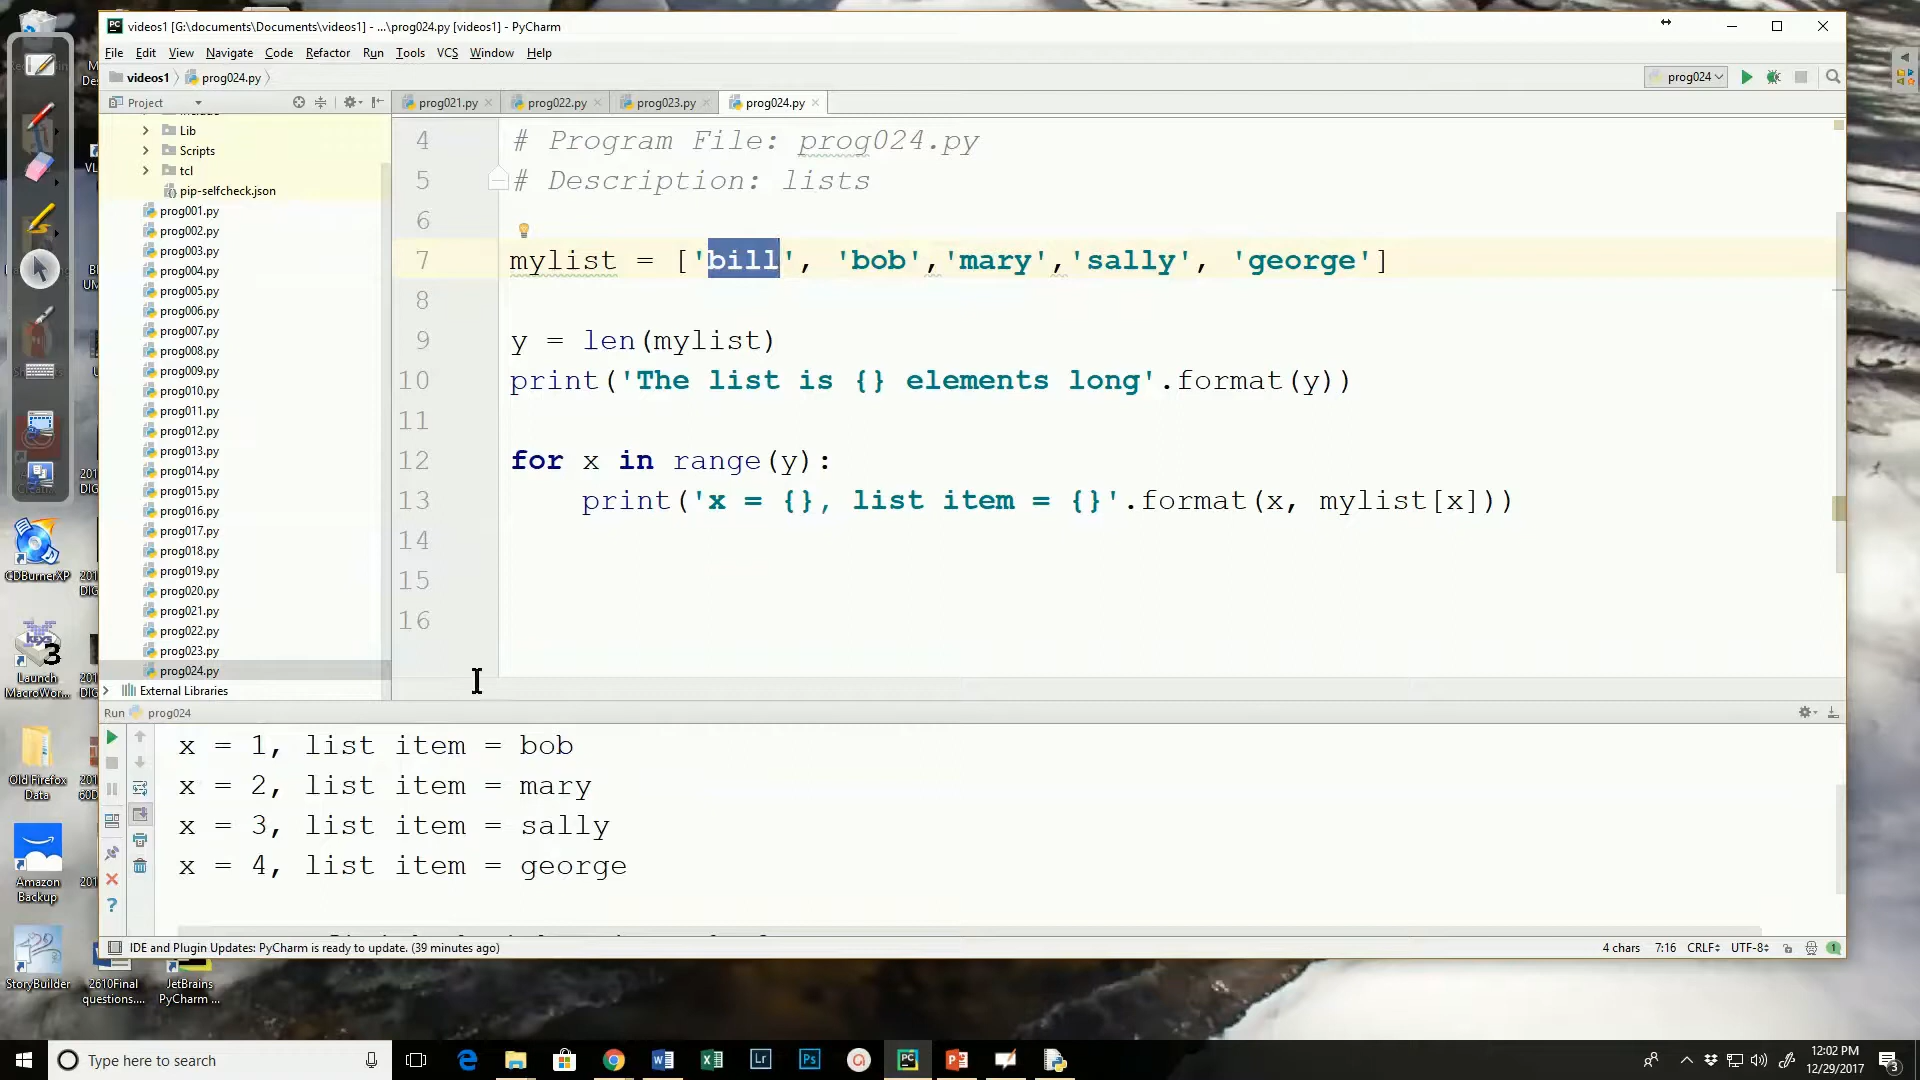 videos1 [G:\documents\Documents\videos1] - ...\prog024.py [videos1] - PyCharm
File Edit View Navigate Code Refactor Run Tools VCS Window Help
videos1 prog024.py
prog024
Project
prog021.py prog022.py prog023.py prog024.py
Lib
Scripts
tcl
pip-selfcheck.json
prog001.py
prog002.py
prog003.py
prog004.py
prog005.py
prog006.py
prog007.py
prog008.py
prog009.py
prog010.py
prog011.py
prog012.py
prog013.py
prog014.py
prog015.py
prog016.py
prog017.py
prog018.py
prog019.py
prog020.py
prog021.py
prog022.py
prog023.py
prog024.py
External Libraries
4 # Program File: prog024.py
5 # Description: lists
6
7 mylist = ['bill', 'bob','mary','sally', 'george']
8
9 y = len(mylist)
10 print('The list is {} elements long'.format(y))
11
12 for x in range(y):
13 print('x = {}, list item = {}'.format(x, mylist[x]))
14
15
16
Run prog024
x = 1, list item = bob
x = 2, list item = mary
x = 3, list item = sally
x = 4, list item = george
IDE and Plugin Updates: PyCharm is ready to update. (39 minutes ago)
4 chars 7:16 CRLF UTF-8 1
CDBurnerXP
3
Launch
MacroWor...
Old Firefox
Data
Amazon
Backup
StoryBuilder
2610Final
questions....
JetBrains
PyCharm ...
Type here to search
12:02 PM
12/29/2017
3